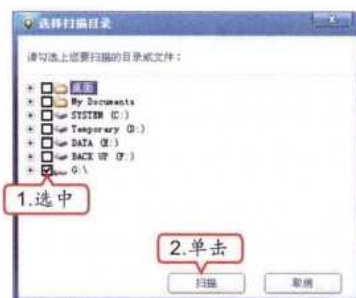 选择扫描目录
请勾选上您要扫描的目录或文件：
桌面
My Documents
SYSTEM (C:)
Temporary (D:)
DATA (E:)
BACK UP (F:)
G:\
1.选中
2.单击
扫描
取消